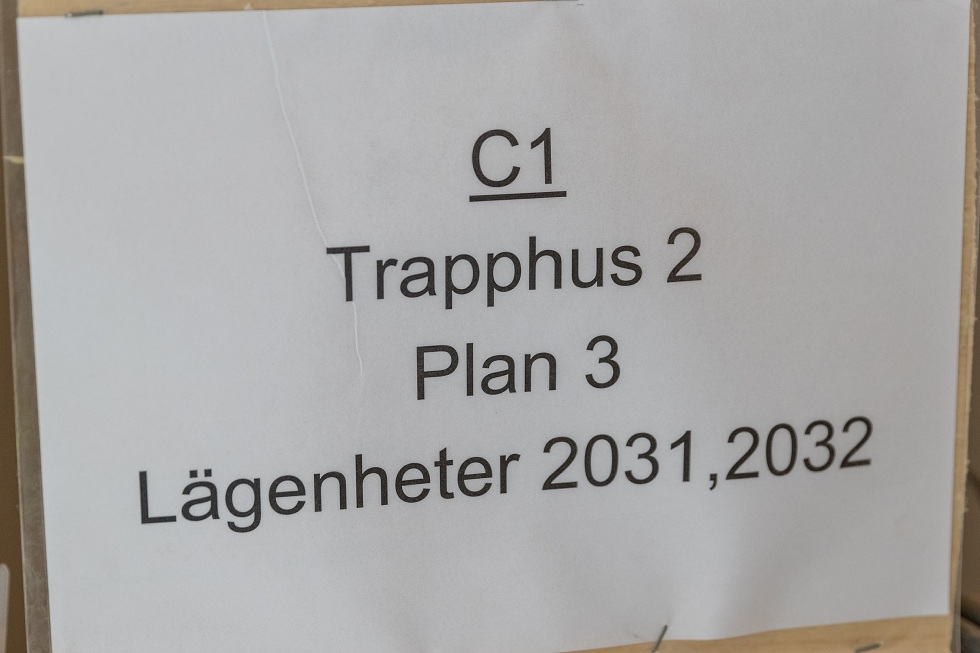 C1
Trapphus 2
Plan 3
Lägenheter 2031,2032